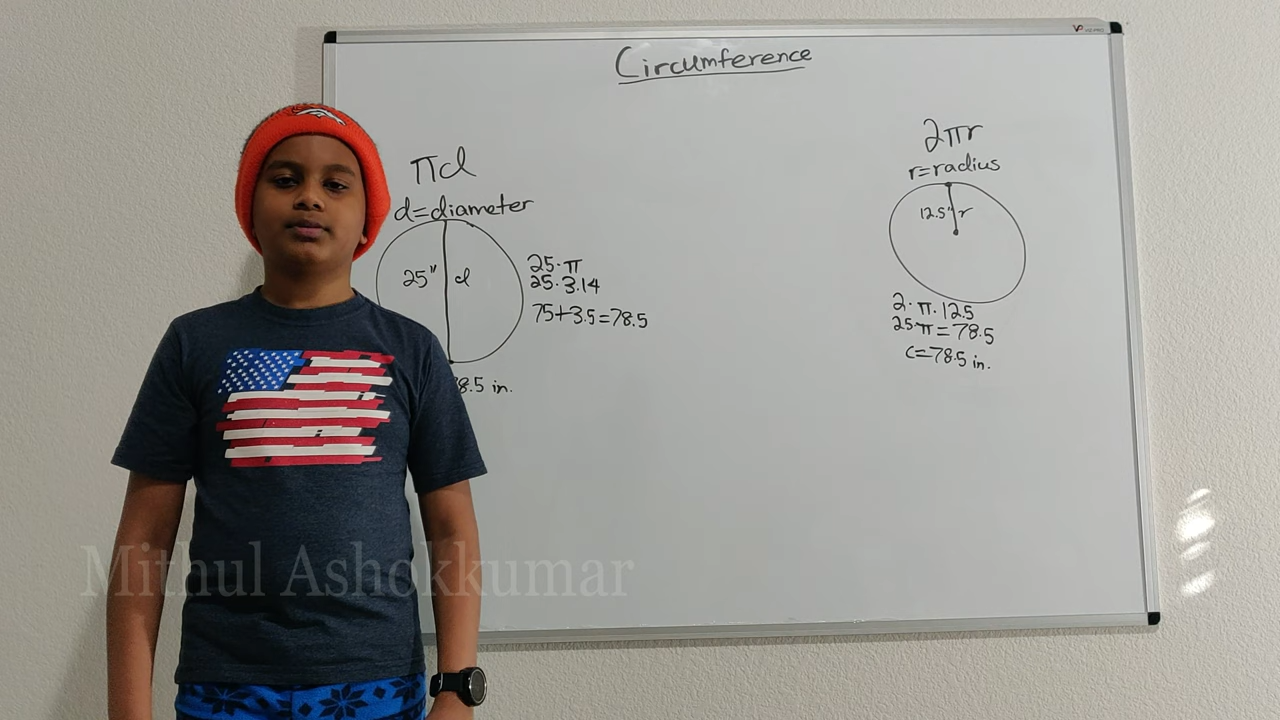 Circumference
πd
d=diameter
25" d
25·π
25·3.14
75+3.5=78.5
8.5 in.
2πr
r=radius
12.5" r
2·π·12.5
25·π=78.5
c=78.5 in.
Mithul Ashokkumar